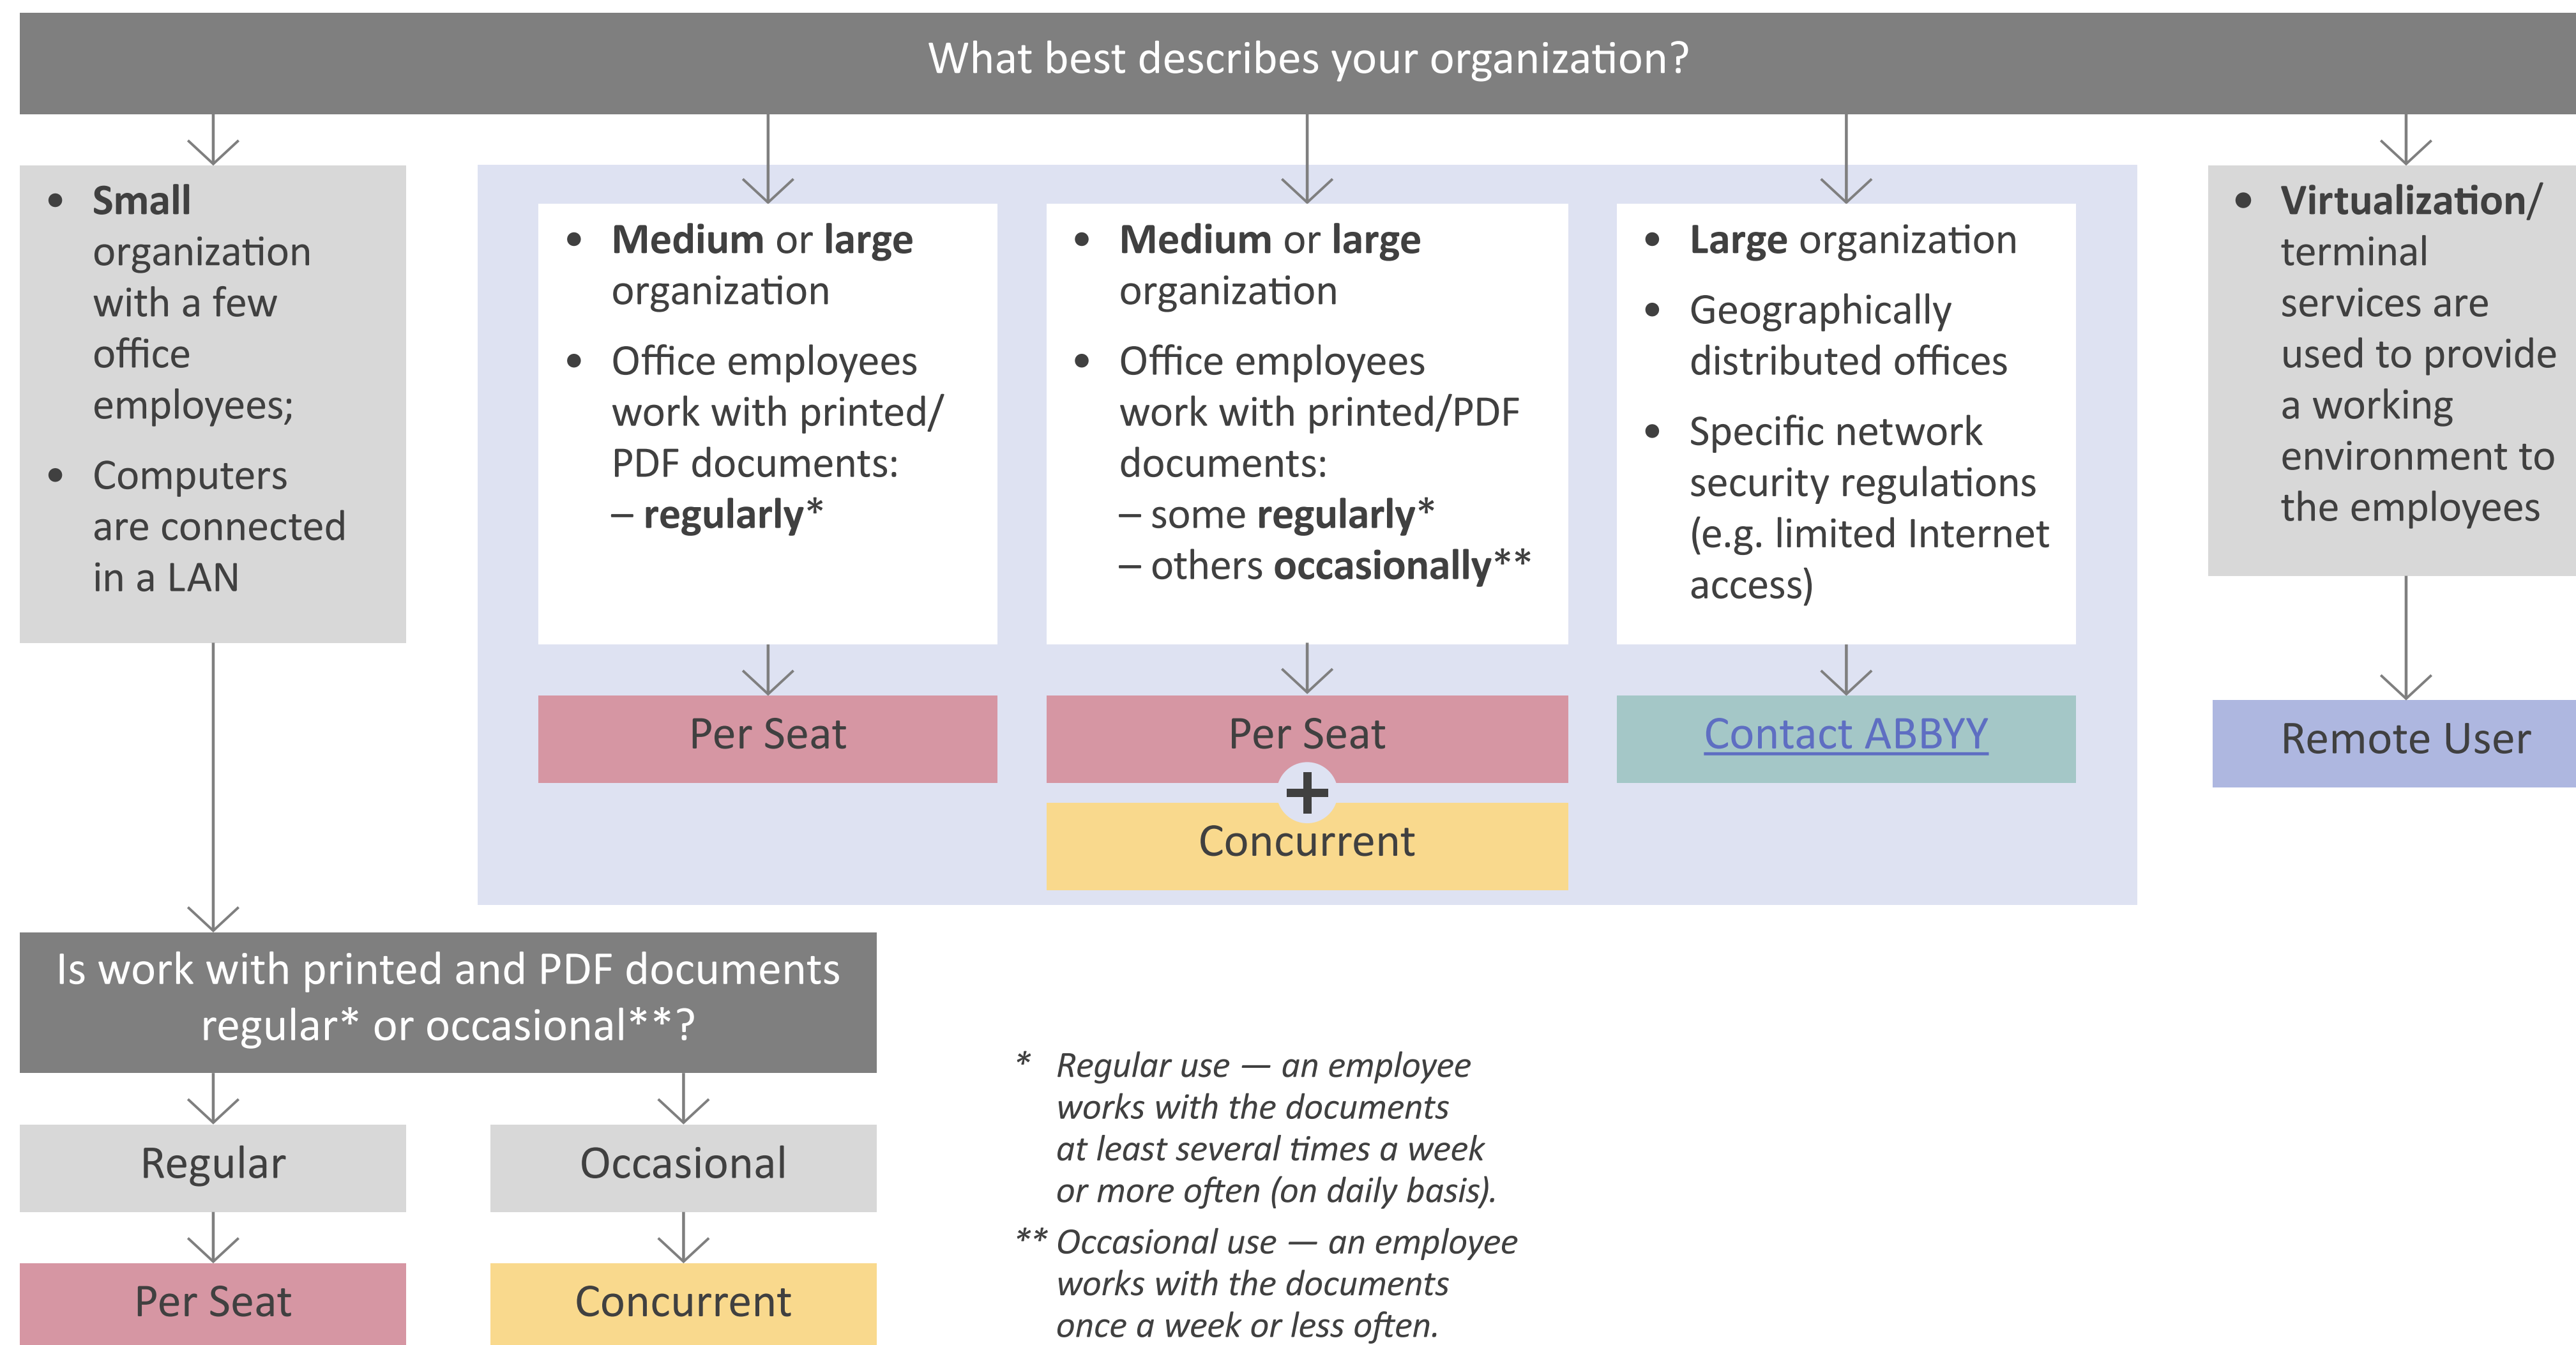 What best describes your organization?
• Small
organization
with a few
office
employees;
• Computers
are connected
in a LAN
• Medium or large
organization
• Office employees
work with printed/
PDF documents:
– regularly*
Per Seat
• Medium or large
organization
• Office employees
work with printed/PDF
documents:
– some regularly*
– others occasionally**
Per Seat
+
Concurrent
• Large organization
• Geographically
distributed offices
• Specific network
security regulations
(e.g. limited Internet
access)
Contact ABBYY
• Virtualization/
terminal
services are
used to provide
a working
environment to
the employees
Remote User
Is work with printed and PDF documents
regular* or occasional**?
Regular
Per Seat
Occasional
Concurrent
* Regular use — an employee
works with the documents
at least several times a week
or more often (on daily basis).
** Occasional use — an employee
works with the documents
once a week or less often.